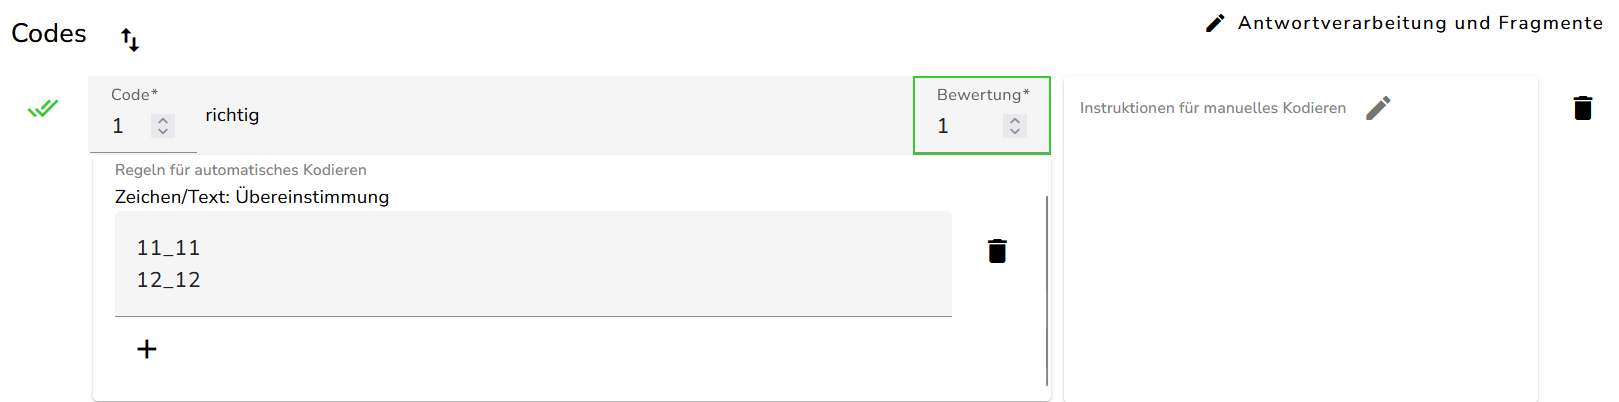 Codes
Antwortverarbeitung und Fragmente
Code*
1
richtig
Bewertung*
1
Instruktionen für manuelles Kodieren
Regeln für automatisches Kodieren
Zeichen/Text: Übereinstimmung
11_11
12_12